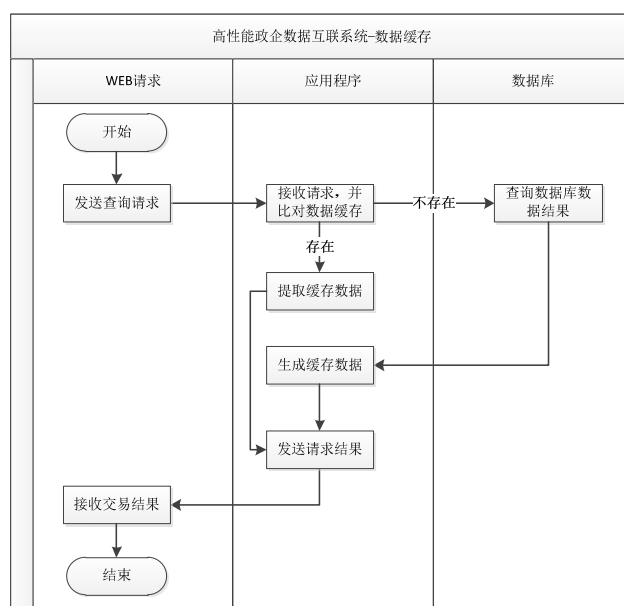 高性能政企数据互联系统-数据缓存
WEB请求
应用程序
数据库
开始
发送查询请求
接收请求，并
比对数据缓存
不存在
查询数据库数
据结果
存在
提取缓存数据
生成缓存数据
发送请求结果
接收交易结果
结束